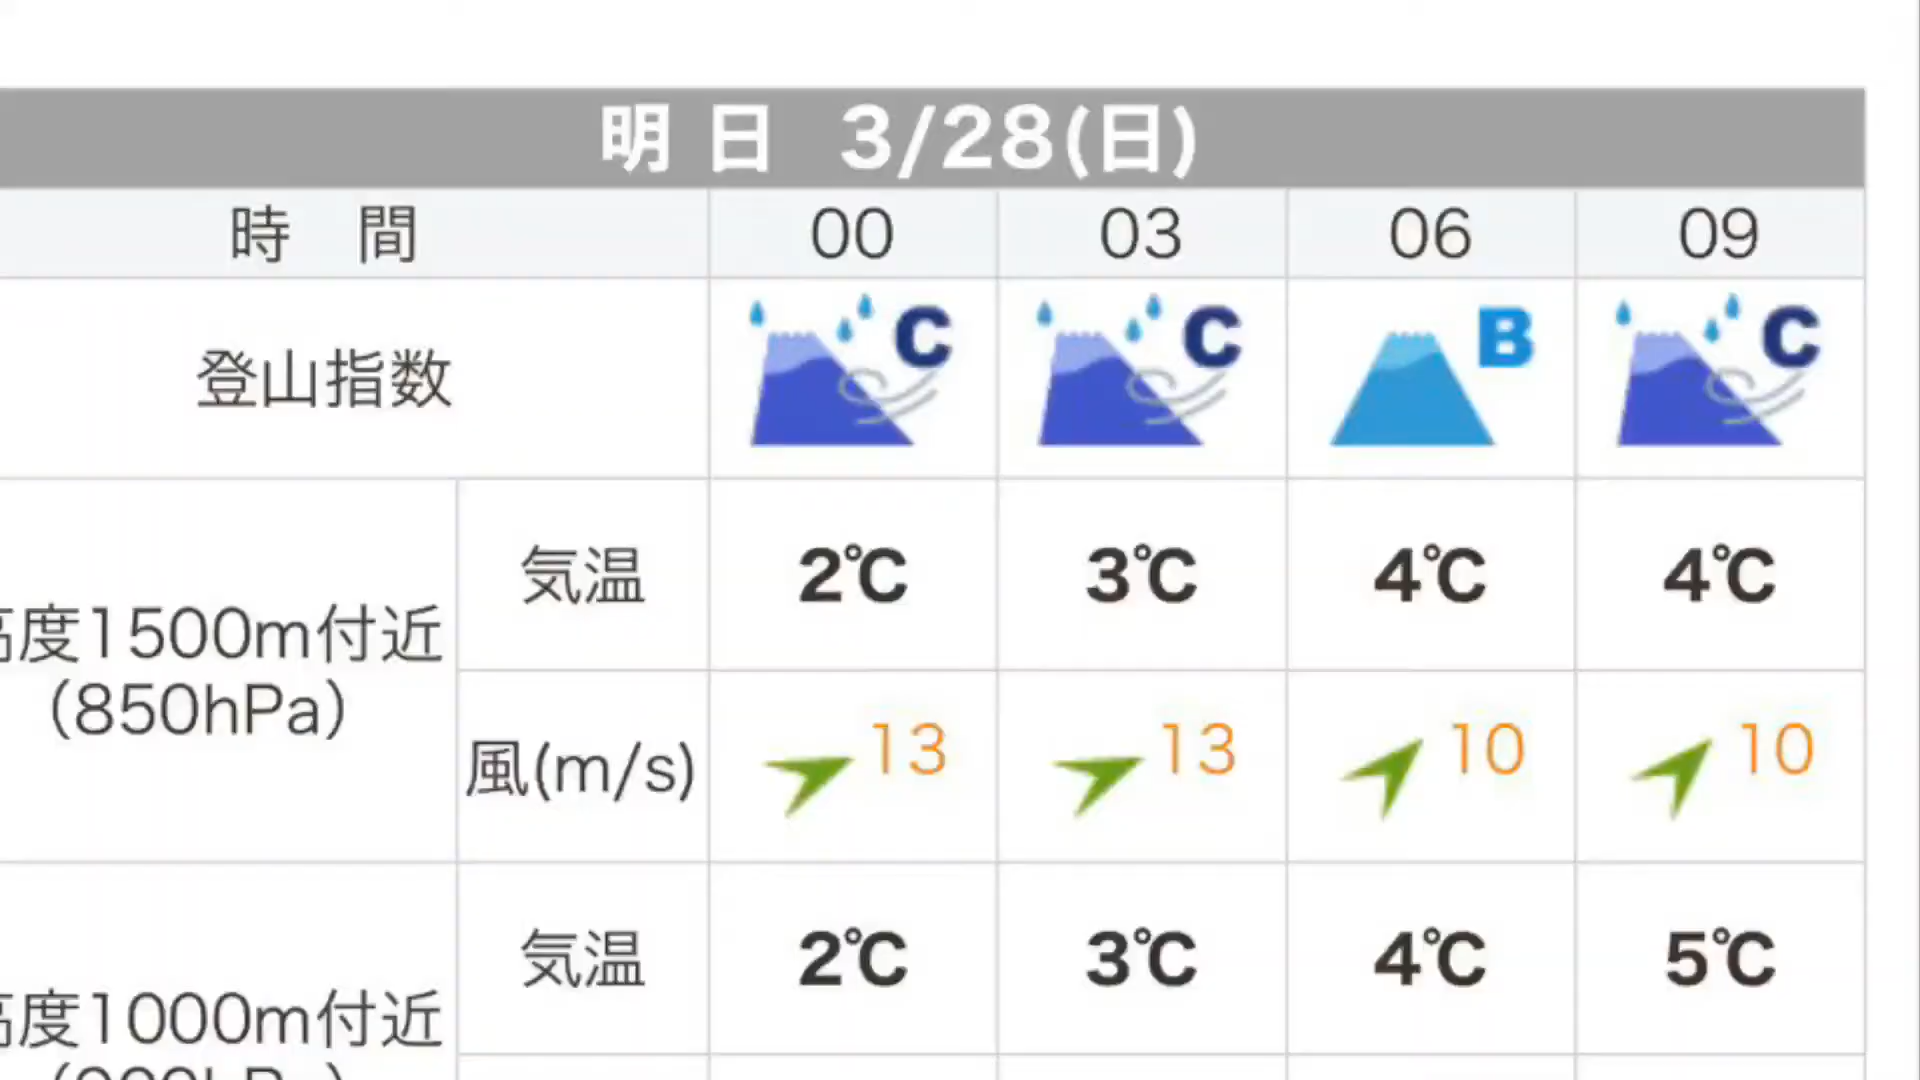 明日 3/28(日)
時 間 00 03 06 09
登山指数 C C B C
気温 2℃ 3℃ 4℃ 4℃
高度1500m付近
(850hPa)
風(m/s) 13 13 10 10
気温 2℃ 3℃ 4℃ 5℃
高度1000m付近